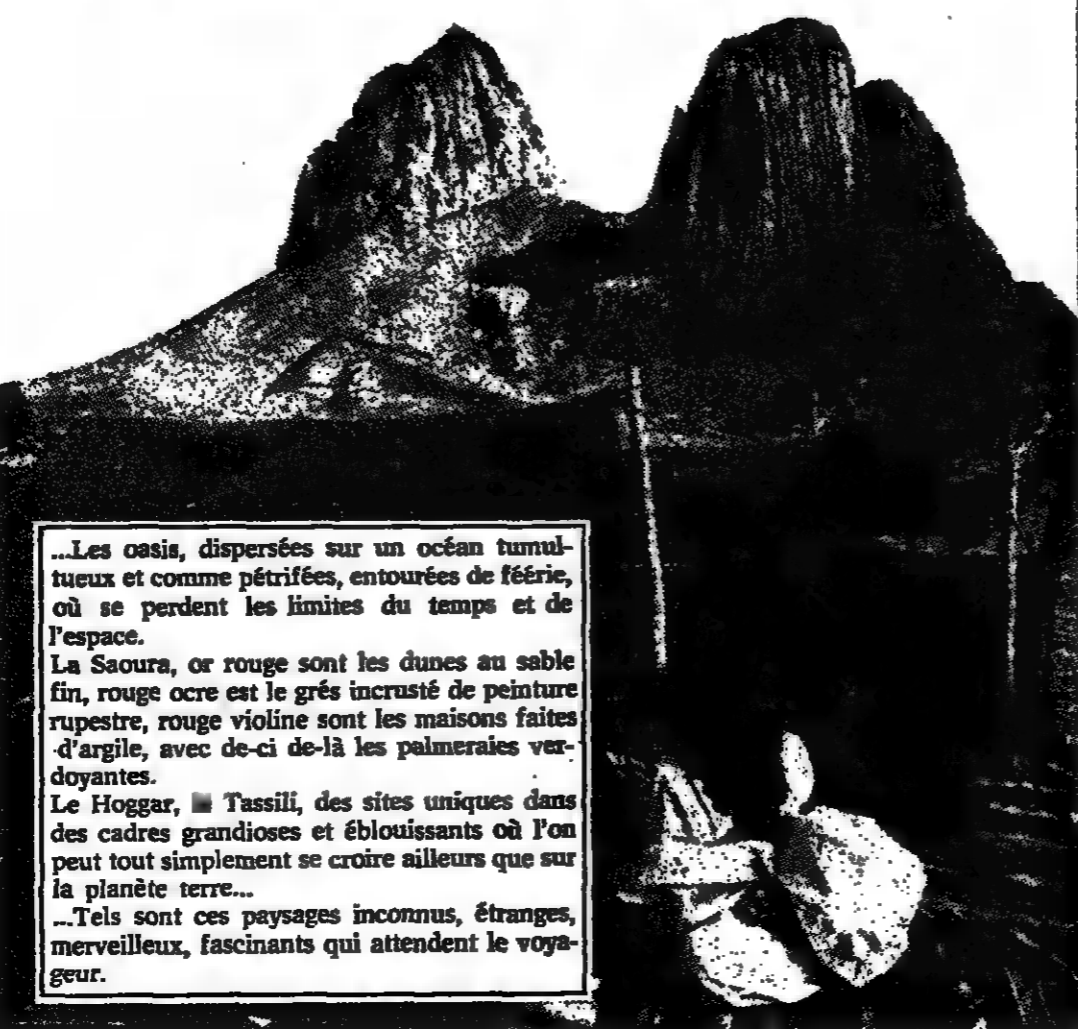 ...Les oasis, dispersées sur un océan tumul-
tueux et comme pétrifées, entourées de féérie,
où se perdent les limites du temps et de
l'espace.
La Saoura, or rouge sont les dunes au sable
fin, rouge ocre est le grés incrusté de peinture
rupestre, rouge violine sont les maisons faites
d'argile, avec de-ci de-là les palmeraies ver-
doyantes.
Le Hoggar, Tassili, des sites uniques dans
des cadres grandioses et éblouissants où l'on
peut tout simplement se croire ailleurs que sur
la planète terre...
...Tels sont ces paysages inconnus, étranges,
merveilleux, fascinants qui attendent le voya-
geur.